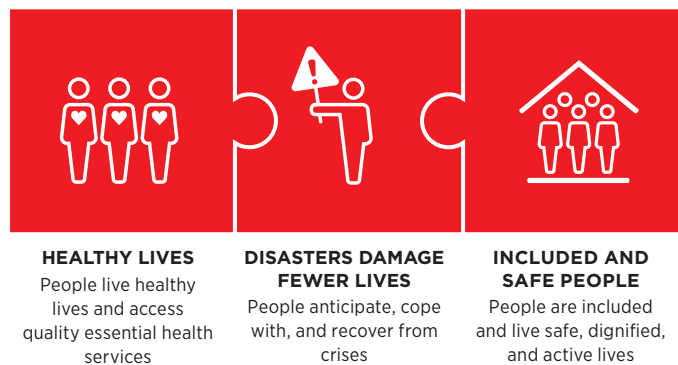 HEALTHY LIVES
People live healthy
lives and access
quality essential health
services
DISASTERS DAMAGE
FEWER LIVES
People anticipate, cope
with, and recover from
crises
INCLUDED AND
SAFE PEOPLE
People are included
and live safe, dignified,
and active lives